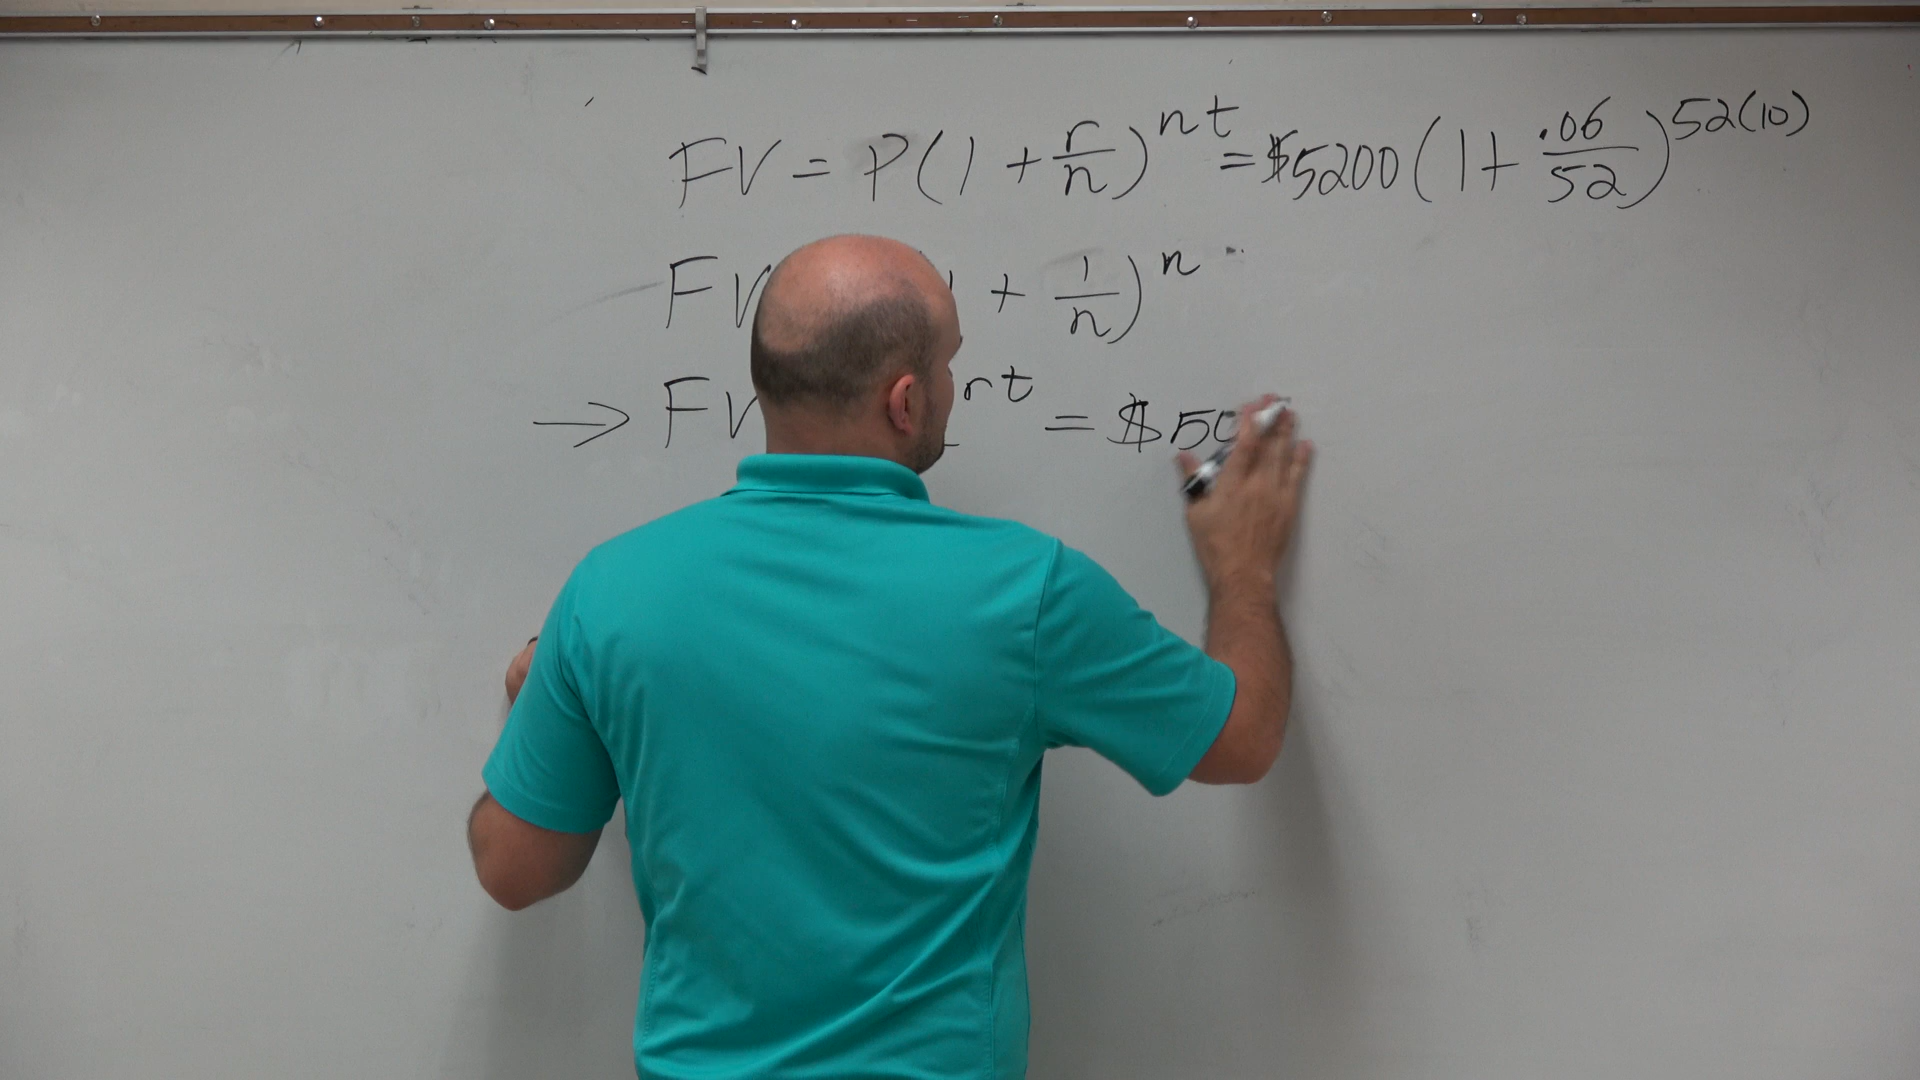 FV = P(1 + r/n)^nt = $5200(1 + .06/52)^52(10)
FV + 1/n)^n
→ FV rt = $50